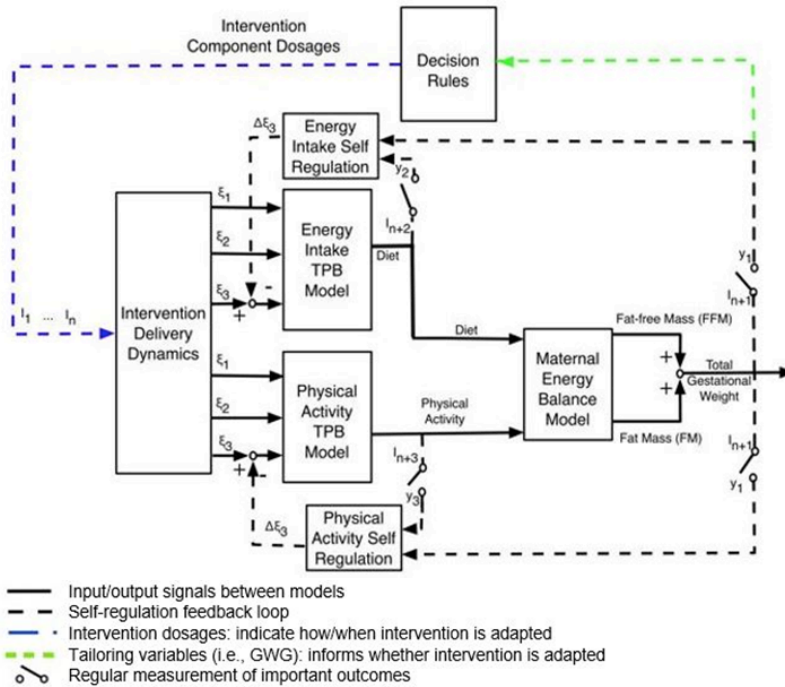 Intervention
Component Dosages
Decision
Rules
Δξ3
Energy
Intake Self
Regulation
y2
In+2
ξ1
ξ2
ξ3
+
-
Energy
Intake
TPB
Model
Diet
Diet
I1 ... In
Intervention
Delivery
Dynamics
y1
In+1
Fat-free Mass (FFM)
Maternal
Energy
Balance
Model
+
+
Total
Gestational
Weight
Fat Mass (FM)
ξ1
ξ2
ξ3
+
-
Physical
Activity
TPB
Model
Physical
Activity
In+3
y3
In+1
y1
Δξ3
Physical
Activity Self
Regulation
Input/output signals between models
Self-regulation feedback loop
Intervention dosages: indicate how/when intervention is adapted
Tailoring variables (i.e., GWG): informs whether intervention is adapted
Regular measurement of important outcomes